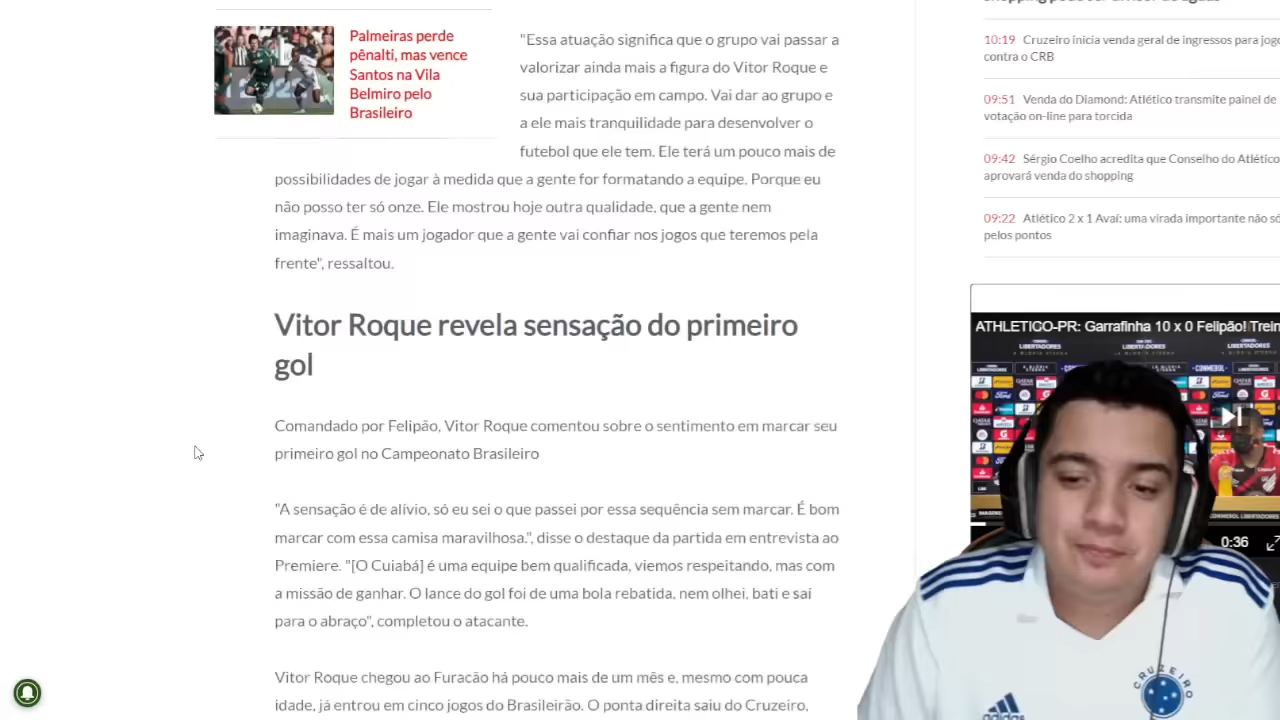 Palmeiras perde
pênalti, mas vence
Santos na Vila
Belmiro pelo
Brasileiro
"Essa atuação significa que o grupo vai passar a
valorizar ainda mais a figura do Vitor Roque e
sua participação em campo. Vai dar ao grupo e
a ele mais tranquilidade para desenvolver o
futebol que ele tem. Ele terá um pouco mais de
possibilidades de jogar à medida que a gente for formatando a equipe. Porque eu
não posso ter só onze. Ele mostrou hoje outra qualidade, que a gente nem
imaginava. É mais um jogador que a gente vai confiar nos jogos que teremos pela
frente", ressaltou.
Vitor Roque revela sensação do primeiro
gol
Comandado por Felipão, Vitor Roque comentou sobre o sentimento em marcar seu
primeiro gol no Campeonato Brasileiro
"A sensação é de alívio, só eu sei o que passei por essa sequência sem marcar. É bom
marcar com essa camisa maravilhosa.", disse o destaque da partida em entrevista ao
Premiere. "[O Cuiabá] é uma equipe bem qualificada, viemos respeitando, mas com
a missão de ganhar. O lance do gol foi de uma bola rebatida, nem olhei, bati e saí
para o abraço", completou o atacante.
Vitor Roque chegou ao Furacão há pouco mais de um mês e, mesmo com pouca
idade, já entrou em cinco jogos do Brasileirão. O ponta direita saiu do Cruzeiro,
10:19 Cruzeiro inicia venda geral de ingressos para jogo
contra o CRB
09:51 Venda do Diamond: Atlético transmite painel de
votação on-line para torcida
09:42 Sérgio Coelho acredita que Conselho do Atlético
aprovará venda do shopping
09:22 Atlético 2 x 1 Avaí: uma virada importante não só
pelos pontos
ATHLETICO-PR: Garrafinha 10 x 0 Felipão! Trein
LIBERTADORES
LIBERTADORES
LIBERTADORES
0:36
CRUZEIRO
adidas